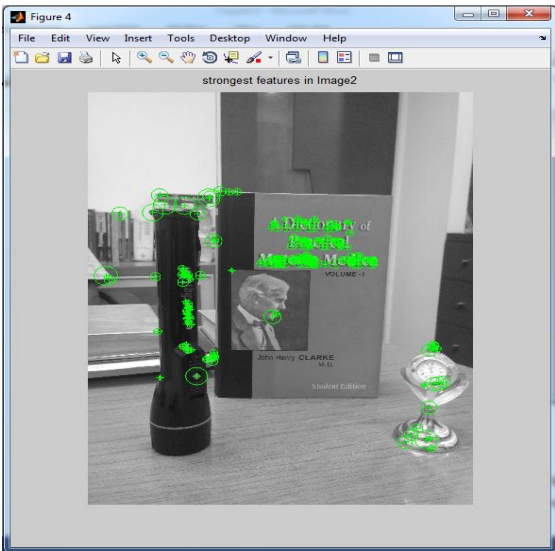 Figure 4
File Edit View Insert Tools Desktop Window Help
strongest features in Image2
A Dictionary of
Practical
Materia Medica
VOLUME -I
John Henry CLARKE
M.D.
Student Edition